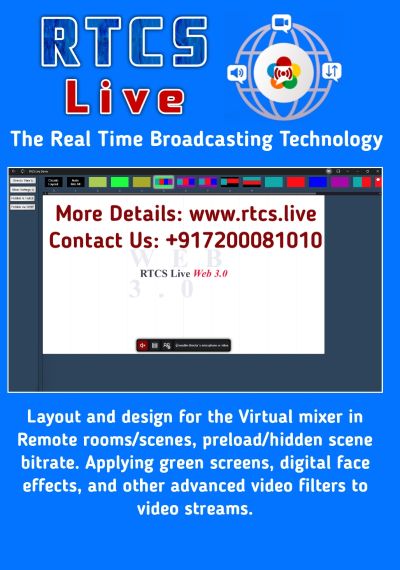 RTCS
Live
The Real Time Broadcasting Technology
More Details: www.rtcs.live
Contact Us: +917200081010
WEB
RTCS Live Web 3.0
3.0
Layout and design for the Virtual mixer in
Remote rooms/scenes, preload/hidden scene
bitrate. Applying green screens, digital face
effects, and other advanced video filters to
video streams.